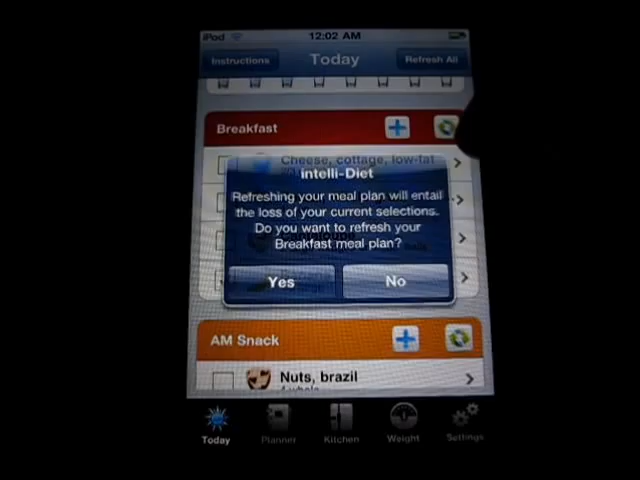 iPod 12:02 AM
Instructions Today Refresh All
Breakfast
Cheese, cottage, low-fat
intelli-Diet
Refreshing your meal plan will entail
the loss of your current selections.
Do you want to refresh your
Breakfast meal plan?
Yes No
AM Snack
Nuts, brazil
Today Planner Kitchen Weight Settings